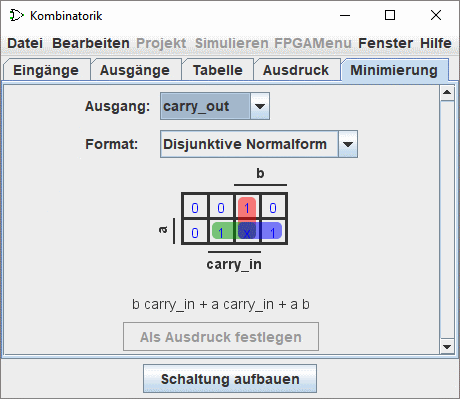 Kombinatorik
Datei Bearbeiten Projekt Simulieren FPGAMenu Fenster Hilfe
Eingänge Ausgänge Tabelle Ausdruck Minimierung
Ausgang: carry_out
Format: Disjunktive Normalform
b
0 0 1 0
a 0 1 x 1
carry_in
b carry_in + a carry_in + a b
Als Ausdruck festlegen
Schaltung aufbauen